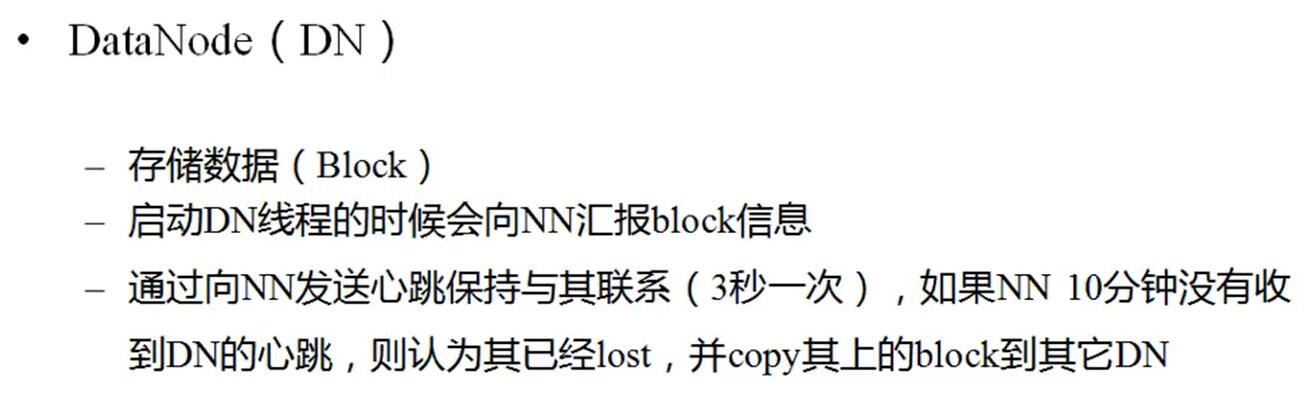 • DataNode（DN）
– 存储数据（Block）
– 启动DN线程的时候会向NN汇报block信息
– 通过向NN发送心跳保持与其联系（3秒一次），如果NN 10分钟没有收
到DN的心跳，则认为其已经lost，并copy其上的block到其它DN